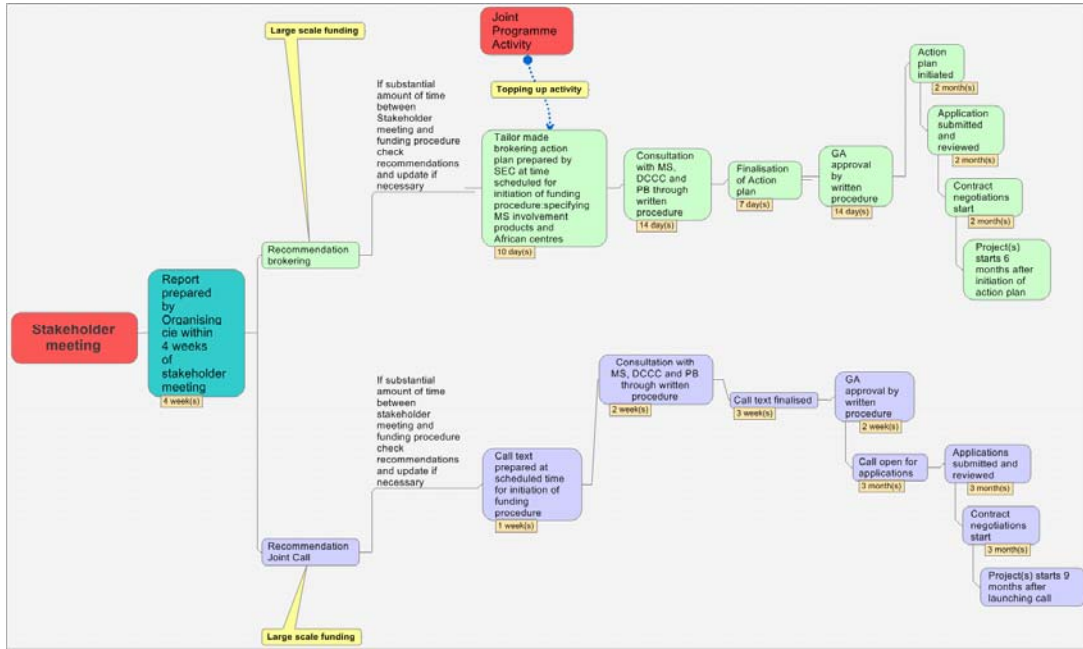 Large scale funding
Joint
Programme
Activity
Topping up activity
If substantial
amount of time
between
Stakeholder
meeting and
funding procedure
check
recommendations
and update if
necessary
Tailor made
brokering action
plan prepared by
SEC at time
scheduled for
initiation of funding
procedure:specifying
MS involvement
products and
African centres
10 day(s)
Consultation
with MS,
DCCC and
PB through
written
procedure
14 day(s)
Finalisation
of Action
plan
7 day(s)
GA
approval
by
written
procedure
14 day(s)
Action
plan
initiated
2 month(s)
Application
submitted
and
reviewed
2 month(s)
Contract
negotiations
start
2 month(s)
Project(s)
starts 6
months after
initiation of
action plan
Recommendation
brokering
Stakeholder
meeting
Report
prepared
by
Organising
cie within
4 weeks
of
stakeholder
meeting
4 week(s)
If substantial
amount of time
between
stakeholder
meeting and
funding procedure
check
recommendations
and update if
necessary
Call text
prepared at
scheduled time
for initiation of
funding
procedure
1 week(s)
Consultation with
MS, DCCC and PB
through written
procedure
2 week(s)
Call text finalised
3 week(s)
GA
approval by
written
procedure
2 week(s)
Call open for
applications
3 month(s)
Applications
submitted and
reviewed
3 month(s)
Contract
negotiations
start
3 month(s)
Project(s) starts 9
months after
launching call
Recommendation
Joint Call
Large scale funding